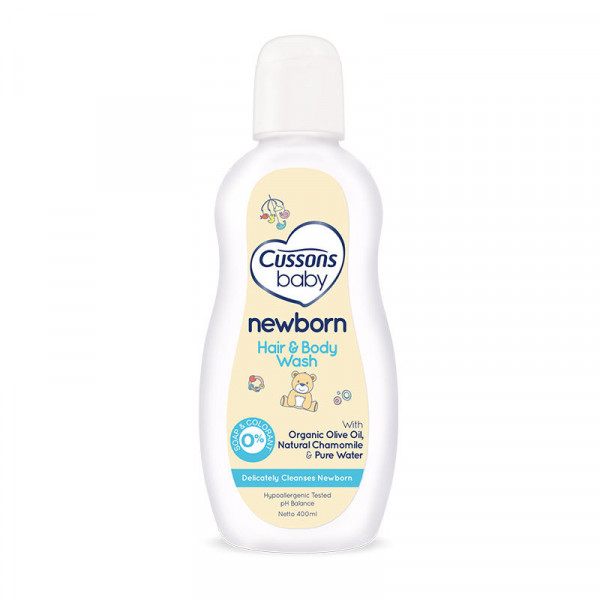 Cussons
baby
newborn
Hair & Body
Wash
SOAP & COLORANT
0%
With
Organic Olive Oil,
Natural Chamomile
& Pure Water
Delicately Cleanses Newborn
Hypoallergenic Tested
pH Balance
Netto 400ml